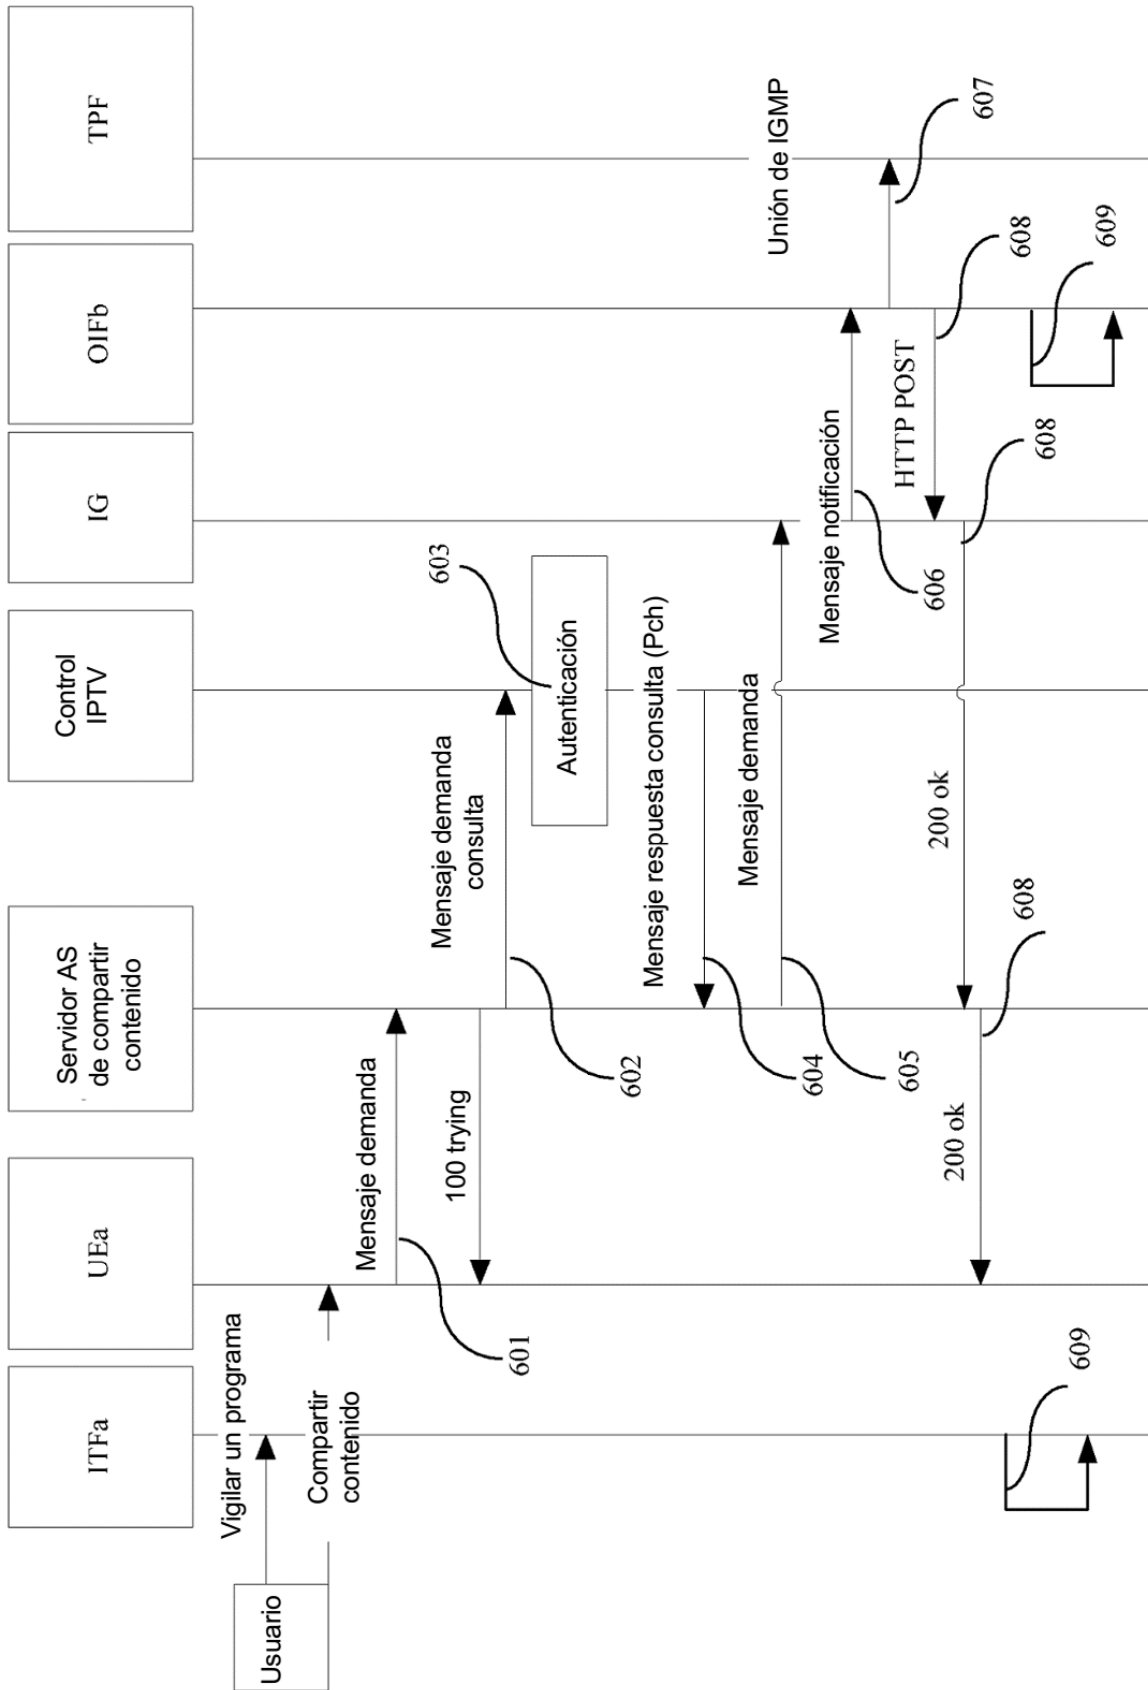 ITFa
UEa
Servidor AS
de compartir
contenido
Control
IPTV
IG
OIFb
TPF
Usuario
Vigilar un programa
Compartir
contenido
Mensaje demanda
601
100 trying
Mensaje demanda
consulta
602
603
Autenticación
Mensaje respuesta consulta (Pch)
604
Mensaje demanda
605
Mensaje notificación
606
Unión de IGMP
607
HTTP POST
608
200 ok
608
200 ok
608
609
609